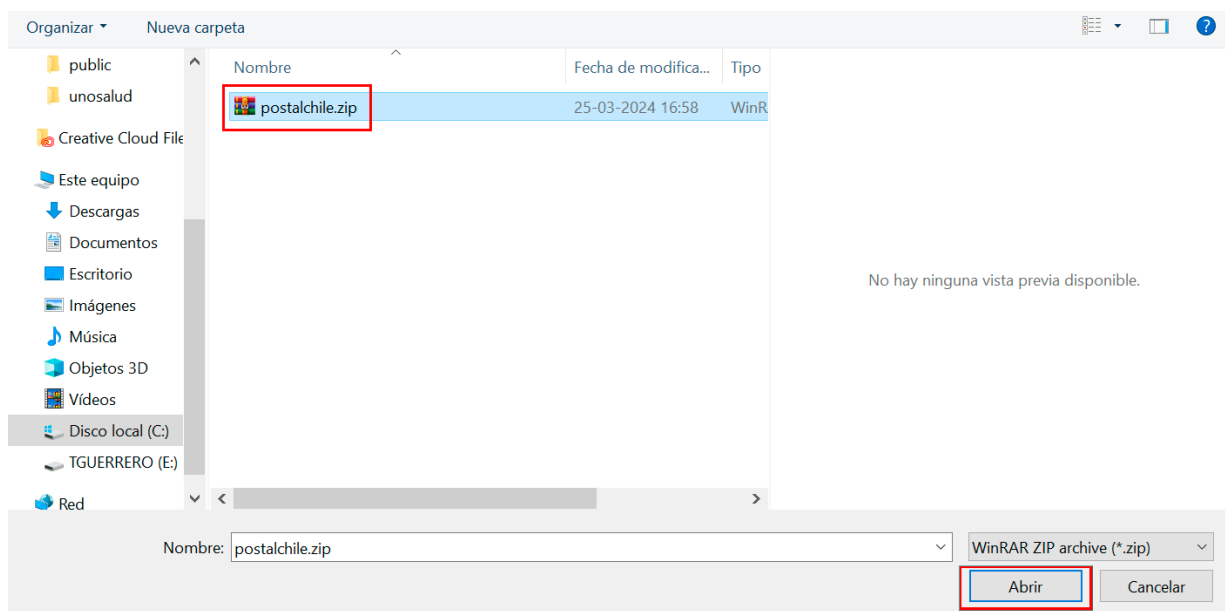 Organizar Nueva carpeta ?
public
unosalud
Creative Cloud File
Este equipo
Descargas
Documentos
Escritorio
Imágenes
Música
Objetos 3D
Vídeos
Disco local (C:)
TGUERRERO (E:)
Red
Nombre Fecha de modifica... Tipo
postalchile.zip 25-03-2024 16:58 WinR
No hay ninguna vista previa disponible.
Nombre: postalchile.zip WinRAR ZIP archive (*.zip)
Abrir Cancelar